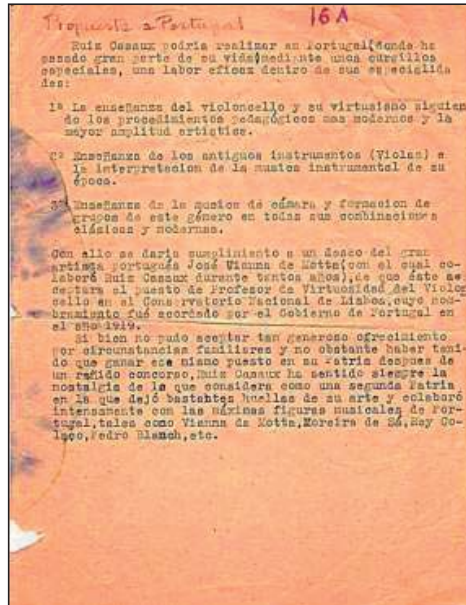 Propuesta a Portugal
16 A
Ruiz Casaux podría realizar en Portugal(donde ha
pasado gran parte de su vida)mediante unos cursillos
especiales, una labor eficaz dentro de sus especialida
des:
1ª La enseñanza del violoncello y su virtuosismo siguien
do los procedimientos pedagógicos mas modernos y la
mayor amplitud artística.
2ª Enseñanza de los antiguos instrumentos (Violas) e
la interpretacion de la musica instrumental de su
época.
3ª Enseñanza de la musica de cámara y formacion de
grupos de este género en todas sus combinaciones
clásicas y modernas.
Con ello se daria cumplimiento a un deseo del gran
artista portugués José Vianna de Motta(con el cual co-
laboró Ruiz Casaux durante tantos años),de que éste
ocupara el puesto de Profesor de Virtuosidad del Violon
cello en el Conservatorio Nacional de Lisboa,cuyo nom-
bramiento fué acordado por el Gobierno de Portugal en
el año 1919.
Si bien no pudo aceptar tan generoso ofrecimiento
por circunstancias familiares y no obstante haber teni-
do que ganar ese mismo puesto en su Patria despues de
un reñido concurso,Ruiz Casaux ha sentido siempre la
nostalgia de la que considera como una segunda Patria
en la que dejó bastantes huellas de su arte y colaboró
intensamente con las máximas figuras musicales de Por-
tugal,tales como Vianna da Motta,Moreira de Sá,Rey Co-
laço,Pedro Blanch,etc.